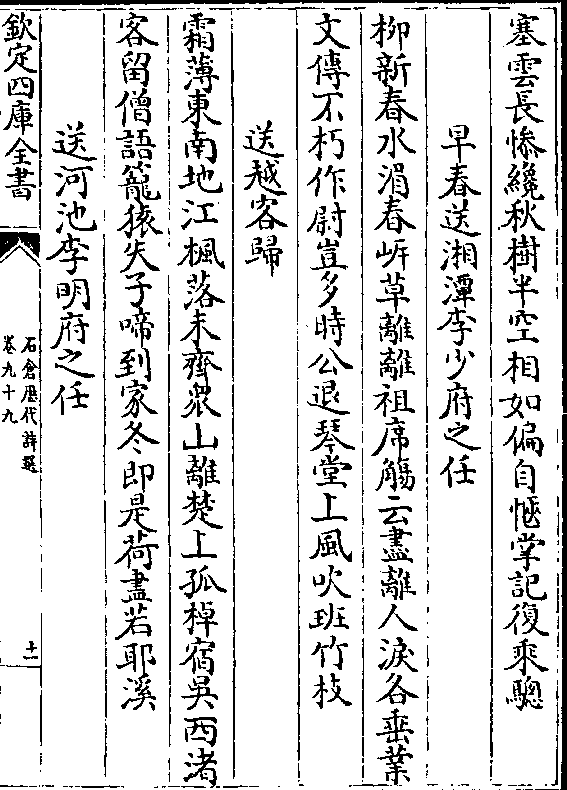 塞雲長慘纔秋樹半空相如偏自愜掌記復乘驄
早春送湘潭李少府之任
柳新春水湄春岓草離離祖席觴云盡離人淚各垂業
文傳不朽作尉豈多時公退琴堂上風吹班竹枝
送越客歸
霜薄東南地江楓落未齊衆山離楚上孤棹宿吳西渚
客留僧語籠猿失子啼到家冬即是荷盡若耶溪
送河池李明府之任
欽定四庫全書
石倉歷代詩選
卷九十九
十一